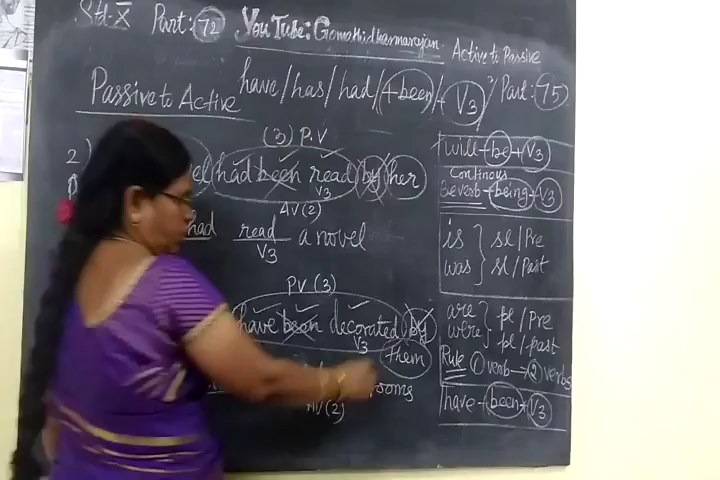 Std-X Part:-72 YouTube: Gomathidharmarajan
Active to Passive
Part:-75
Passive to Active
have/has/had/+been/+V3
(3) P.V
2) had been read by her
V3
AV(2)
had read a novel
V3
PV (3)
have been decorated by
V3
them
rooms
AV(2)
will+be+V3
Continous
Beverb+being+V3
is } sl/Pre
was } sl/Past
are } pl/Pre
were } pl/past
Rule 1 verb→2 verbs
have+been+V3